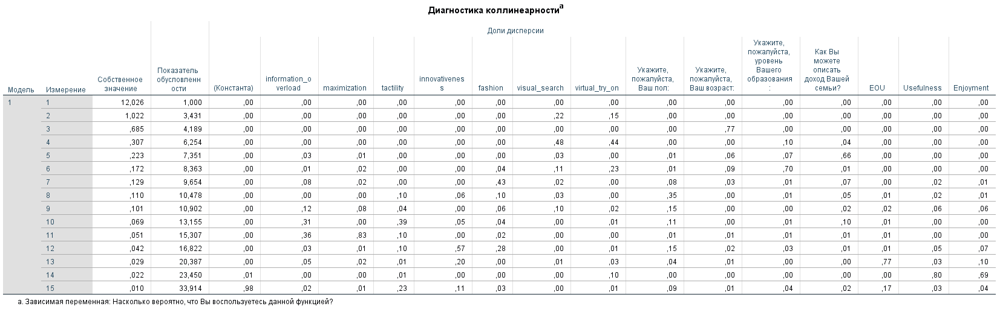 Диагностика коллинеарностиa
Доли дисперсии
Модель Измерение Собственное значение Показатель обусловленн ости (Константа) information_o verload maximization tactility innovativenes s fashion visual_search virtual_try_on Укажите, пожалуйста, Ваш пол: Укажите, пожалуйста, Ваш возраст: Укажите, пожалуйста, уровень Вашего образования : Как Вы можете описать доход Вашей семьи? EOU Usefulness Enjoyment
1 1 12,026 1,000 ,00 ,00 ,00 ,00 ,00 ,00 ,00 ,00 ,00 ,00 ,00 ,00 ,00 ,00 ,00
2 1,022 3,431 ,00 ,00 ,00 ,00 ,00 ,00 ,22 ,15 ,00 ,00 ,00 ,00 ,00 ,00 ,00
3 ,685 4,189 ,00 ,00 ,00 ,00 ,00 ,00 ,00 ,00 ,00 ,77 ,00 ,00 ,00 ,00 ,00
4 ,307 6,254 ,00 ,00 ,00 ,00 ,00 ,00 ,48 ,44 ,00 ,00 ,10 ,04 ,00 ,00 ,00
5 ,223 7,351 ,00 ,03 ,01 ,00 ,00 ,00 ,03 ,00 ,01 ,06 ,07 ,66 ,00 ,00 ,00
6 ,172 8,363 ,00 ,01 ,02 ,00 ,00 ,04 ,11 ,23 ,01 ,09 ,70 ,01 ,00 ,00 ,00
7 ,129 9,654 ,00 ,08 ,02 ,00 ,00 ,43 ,02 ,00 ,08 ,03 ,01 ,07 ,00 ,02 ,01
8 ,110 10,478 ,00 ,00 ,00 ,10 ,06 ,10 ,03 ,00 ,35 ,00 ,01 ,05 ,01 ,02 ,01
9 ,101 10,902 ,00 ,12 ,08 ,04 ,00 ,06 ,10 ,02 ,15 ,00 ,00 ,02 ,02 ,06 ,06
10 ,069 13,155 ,00 ,31 ,00 ,39 ,05 ,04 ,00 ,01 ,11 ,00 ,01 ,10 ,01 ,00 ,00
11 ,051 15,307 ,00 ,36 ,83 ,10 ,00 ,02 ,00 ,00 ,01 ,01 ,01 ,01 ,01 ,00 ,00
12 ,042 16,822 ,00 ,03 ,01 ,10 ,57 ,28 ,00 ,01 ,15 ,02 ,03 ,01 ,01 ,05 ,07
13 ,029 20,387 ,00 ,05 ,02 ,01 ,20 ,00 ,01 ,03 ,04 ,01 ,00 ,00 ,77 ,03 ,10
14 ,022 23,450 ,01 ,00 ,00 ,01 ,00 ,00 ,00 ,10 ,00 ,00 ,00 ,00 ,00 ,80 ,69
15 ,010 33,914 ,98 ,02 ,01 ,23 ,11 ,03 ,00 ,01 ,09 ,01 ,04 ,02 ,17 ,03 ,04
a. Зависимая переменная: Насколько вероятно, что Вы воспользуетесь данной функцией?